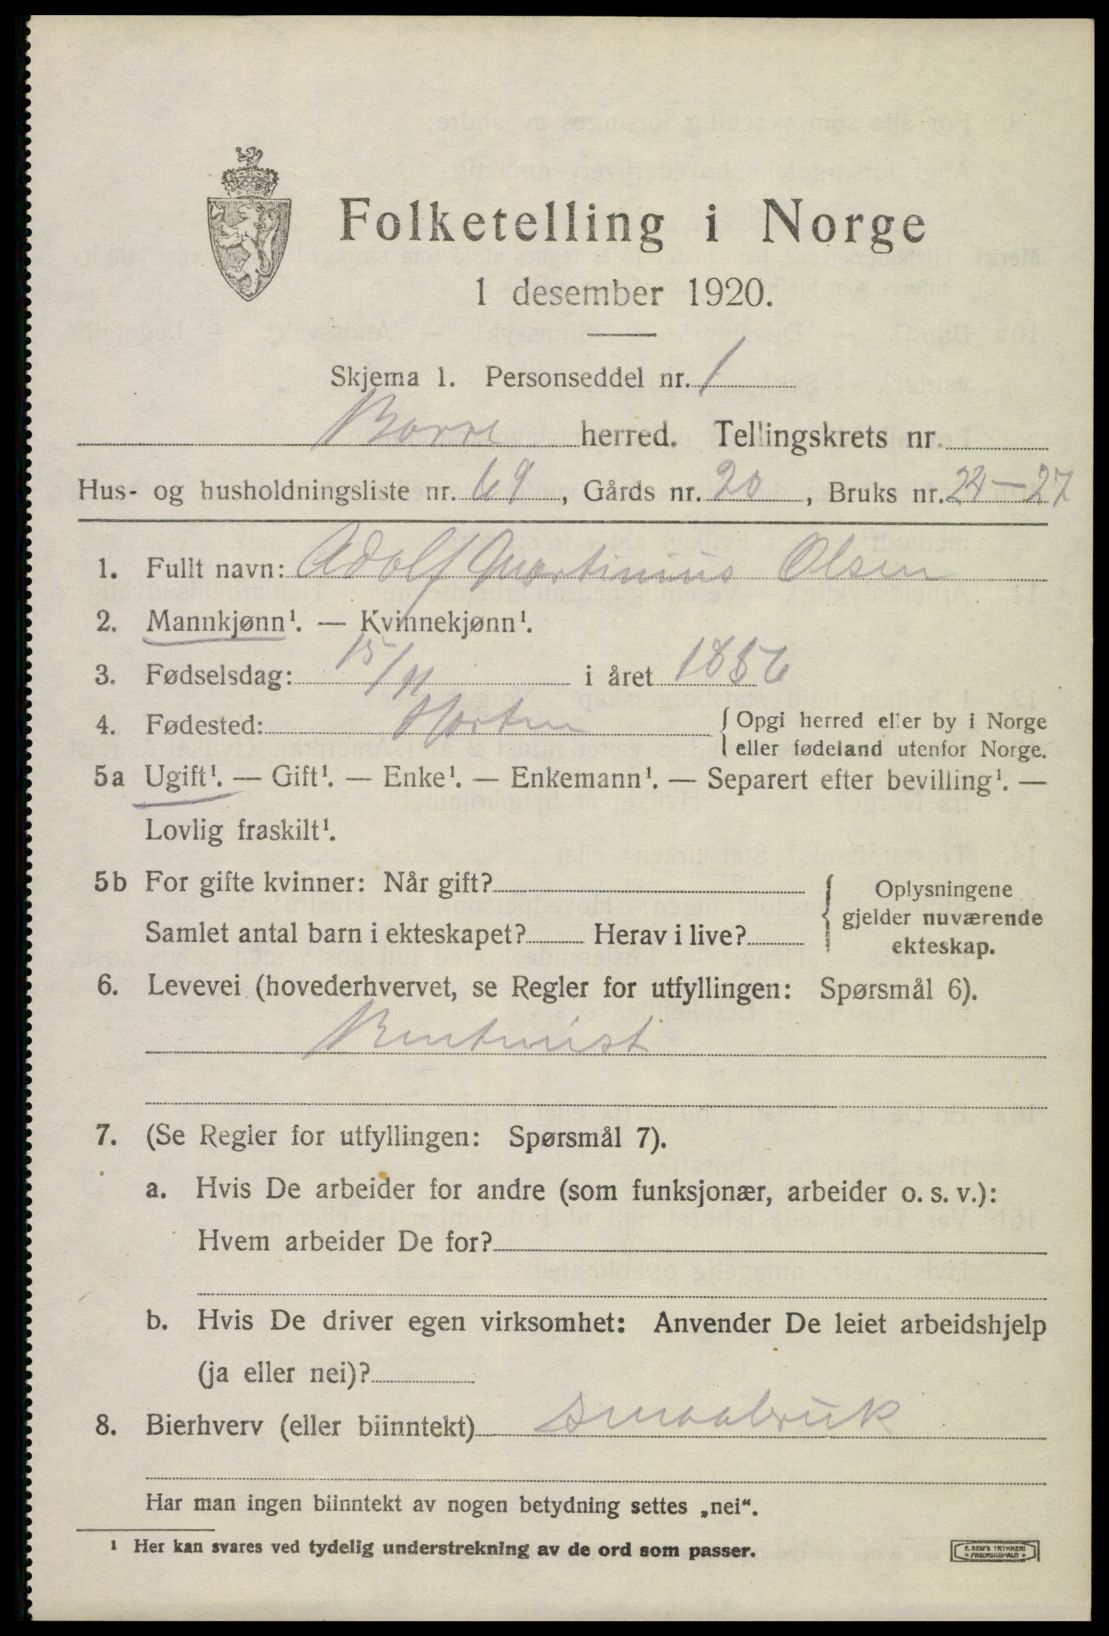 Folketelling i Norge
1 desember 1920.
Skjema 1. Personseddel nr. 1
Borre herred. Tellingskrets nr.
Hus- og husholdningsliste nr. 69, Gårds nr. 20, Bruks nr. 24-27
1. Fullt navn: Adolf Martinius Olsen
2. Mannkjønn¹. — Kvinnekjønn¹.
3. Fødselsdag: 15/11 i året 1856
4. Fødested: Horten {Opgi herred eller by i Norge
eller fødeland utenfor Norge.
5a Ugift¹. — Gift¹. — Enke¹. — Enkemann¹. — Separert efter bevilling¹. —
Lovlig fraskilt¹.
5b For gifte kvinner: Når gift?
Samlet antal barn i ekteskapet? Herav i live?
{Oplysningene
gjelder nuværende
ekteskap.
6. Levevei (hovederhvervet, se Regler for utfyllingen: Spørsmål 6).
Rentenist
7. (Se Regler for utfyllingen: Spørsmål 7).
a. Hvis De arbeider for andre (som funksjonær, arbeider o. s. v.):
Hvem arbeider De for?
b. Hvis De driver egen virksomhet: Anvender De leiet arbeidshjelp
(ja eller nei)?
8. Bierhverv (eller biinntekt) Smaabruk
Har man ingen biinntekt av nogen betydning settes „nei“.
¹ Her kan svares ved tydelig understrekning av de ord som passer.
E. SEM'S TRYKKERI
FREDRIKSHALD